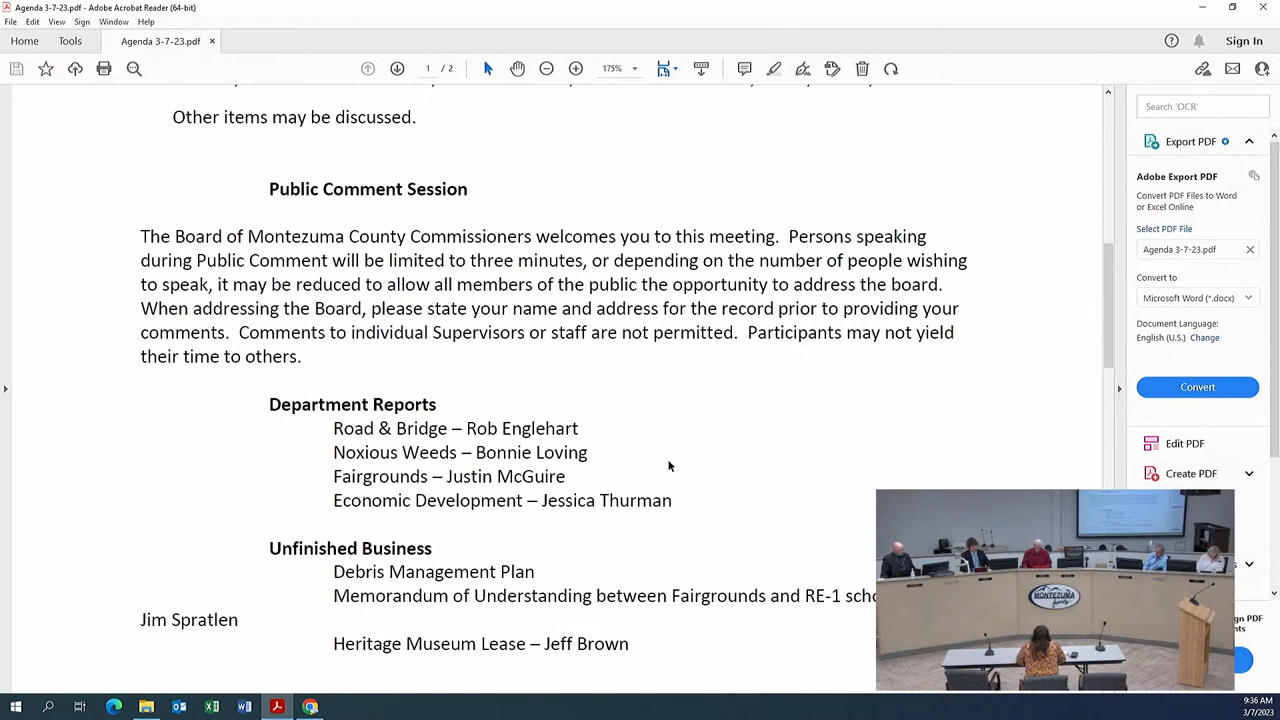 Agenda 3-7-23.pdf - Adobe Acrobat Reader (64-bit)
File Edit View Sign Window Help
Home Tools Agenda 3-7-23.pdf × Sign In
1 / 2 175%
Other items may be discussed.
Search 'OCR'
Export PDF
Adobe Export PDF
Convert PDF Files to Word
or Excel Online
Select PDF File
Agenda 3-7-23.pdf
Convert to
Microsoft Word (*.docx)
Document Language:
English (U.S.) Change
Convert
Edit PDF
Create PDF
Public Comment Session
The Board of Montezuma County Commissioners welcomes you to this meeting. Persons speaking
during Public Comment will be limited to three minutes, or depending on the number of people wishing
to speak, it may be reduced to allow all members of the public the opportunity to address the board.
When addressing the Board, please state your name and address for the record prior to providing your
comments. Comments to individual Supervisors or staff are not permitted. Participants may not yield
their time to others.
Department Reports
Road & Bridge – Rob Englehart
Noxious Weeds – Bonnie Loving
Fairgrounds – Justin McGuire
Economic Development – Jessica Thurman
Unfinished Business
Debris Management Plan
Memorandum of Understanding between Fairgrounds and RE-1 scho
Jim Spratlen
Heritage Museum Lease – Jeff Brown
MONTEZUMA
County
gn PDF
nts
9:36 AM
3/7/2023